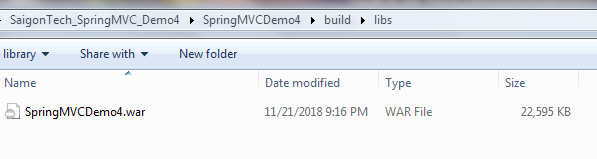 SaigonTech_SpringMVC_Demo4 SpringMVCDemo4 build libs
library Share with New folder
Name Date modified Type Size
SpringMVCDemo4.war 11/21/2018 9:16 PM WAR File 22,595 KB